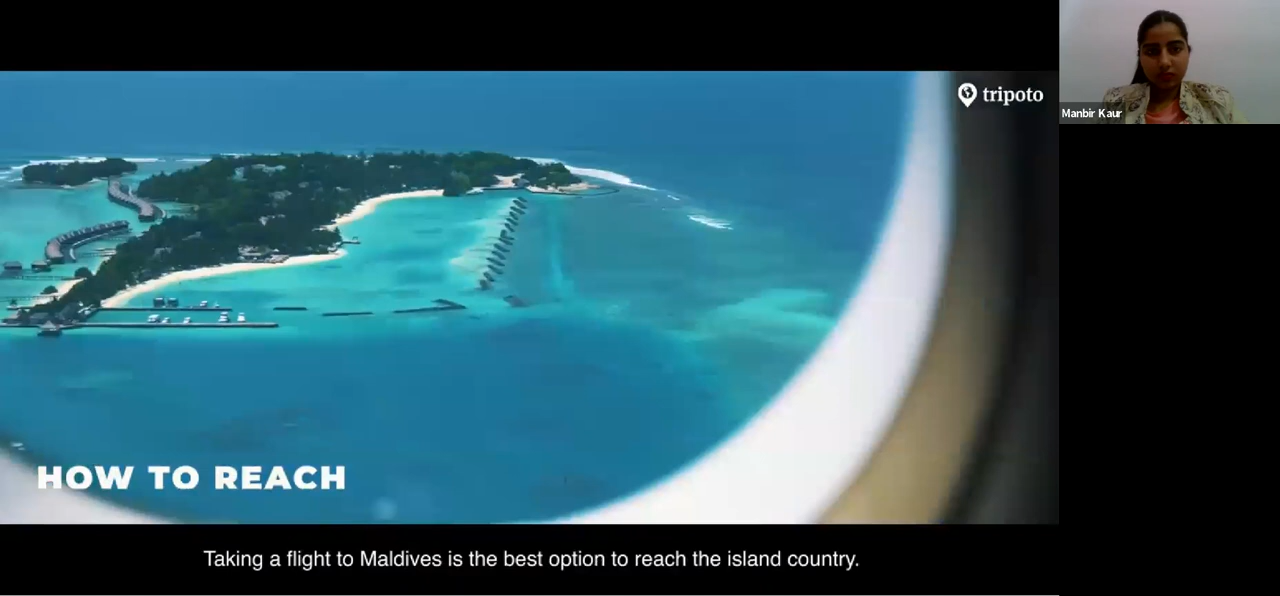 tripoto
Manbir Kaur
HOW TO REACH
Taking a flight to Maldives is the best option to reach the island country.